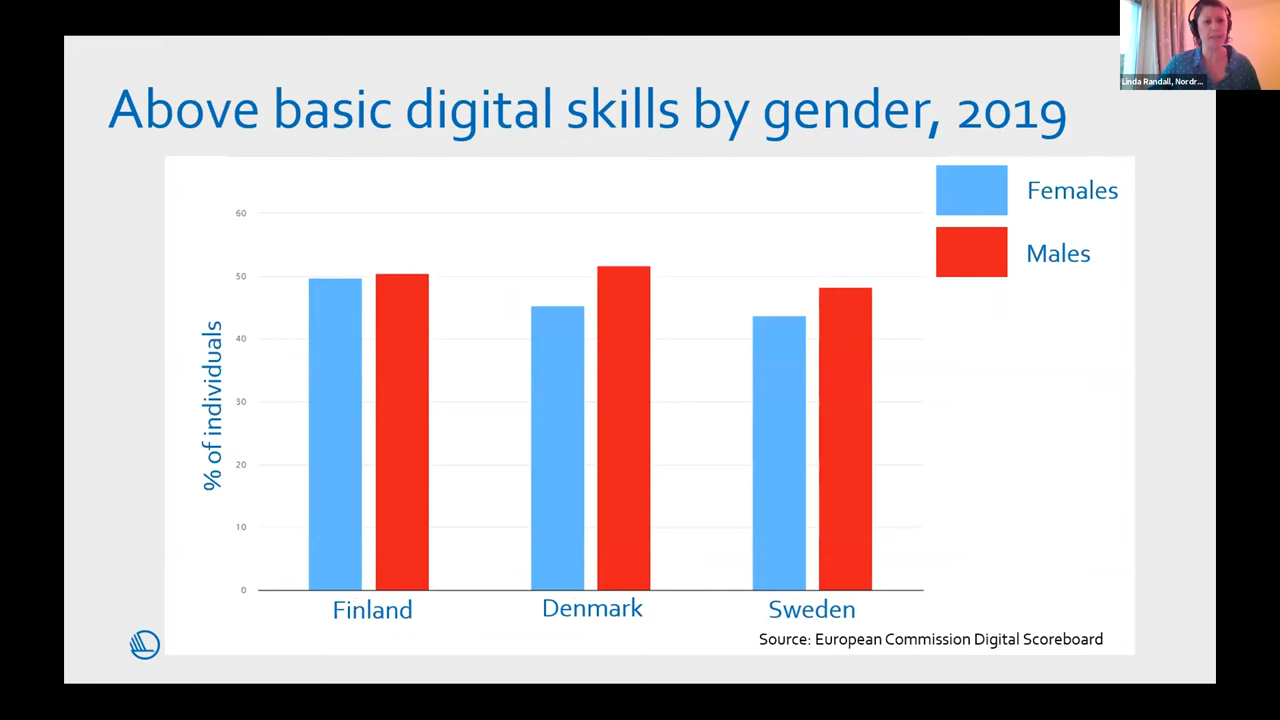 Linda Randall, Nordr...
Above basic digital skills by gender, 2019
Females
Males
% of individuals
60
50
40
30
20
10
0
Finland
Denmark
Sweden
Source: European Commission Digital Scoreboard